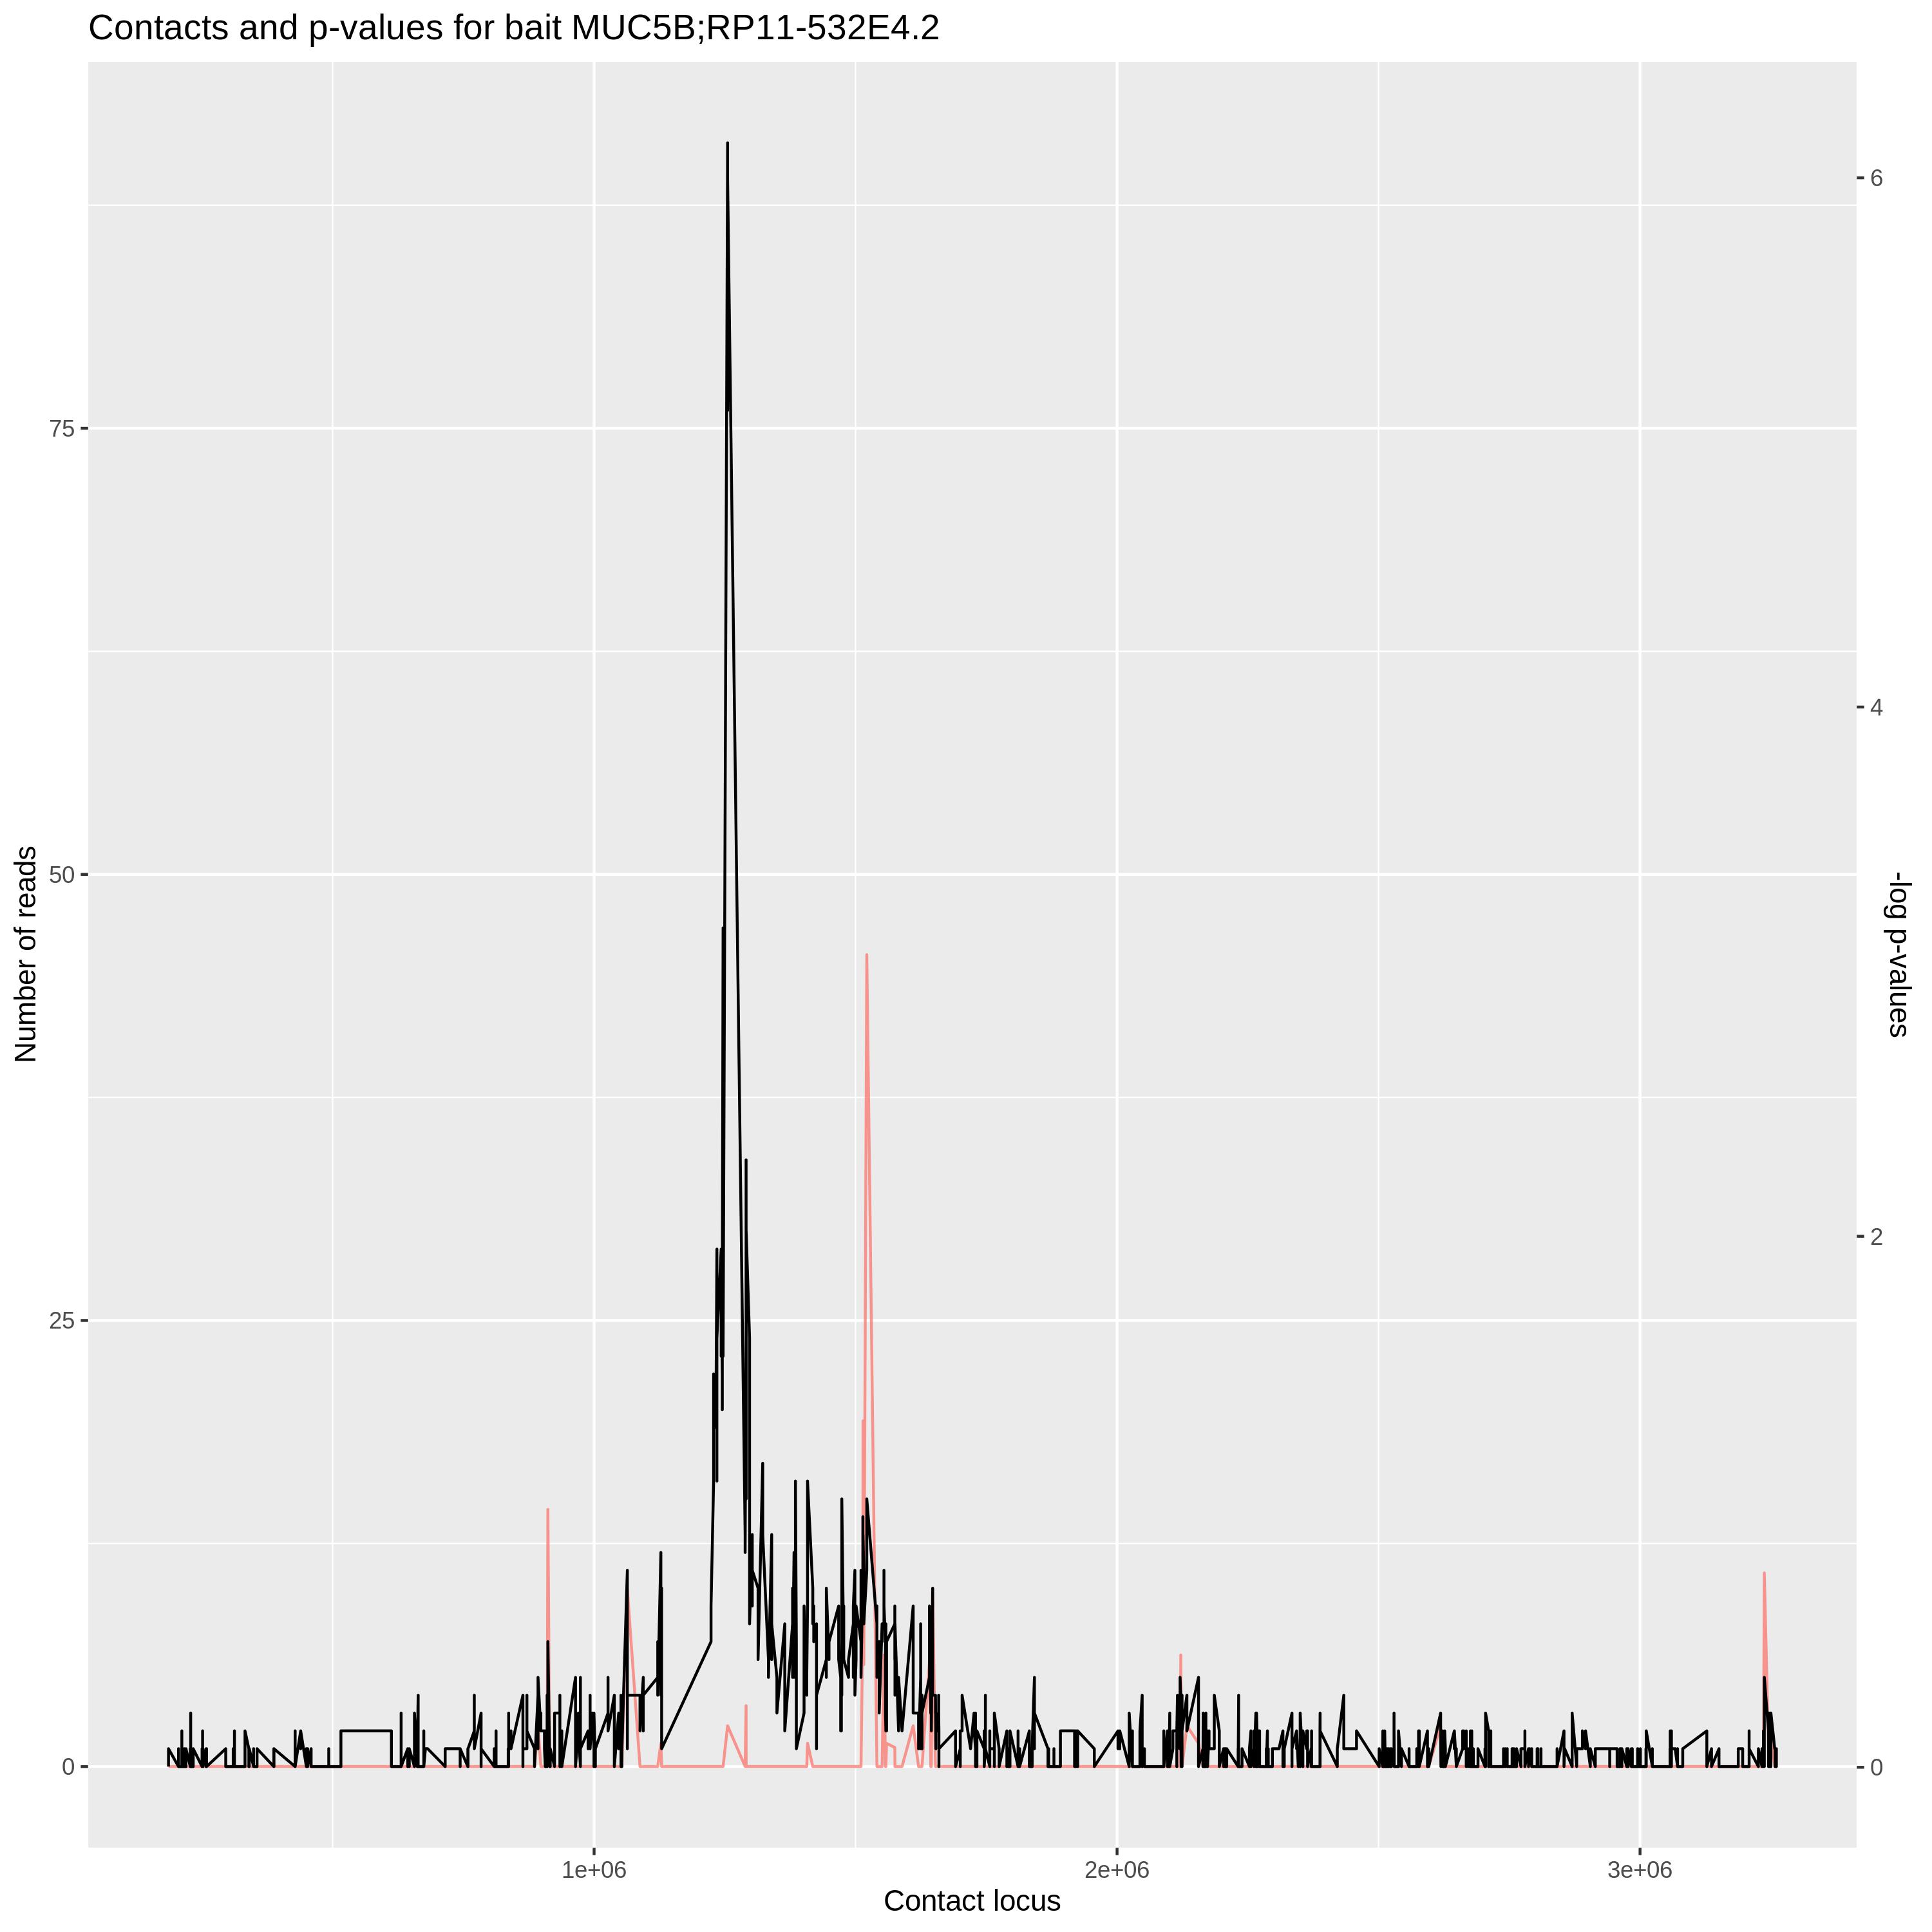 Contacts and p-values for bait MUC5B;RP11-532E4.2
Number of reads
75
50
25
0
6
4
2
0
-log p-values
1e+06
2e+06
3e+06
Contact locus